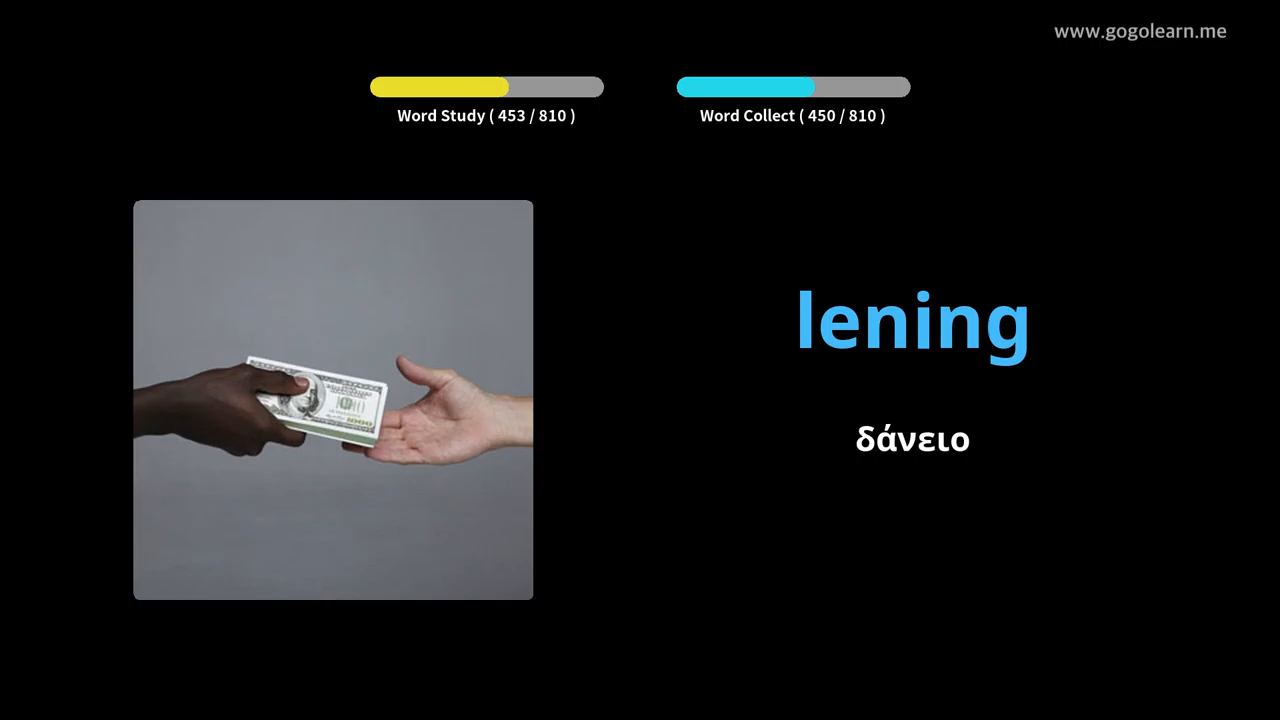 www.gogolearn.me
Word Study ( 453 / 810 )
Word Collect ( 450 / 810 )
lening
δάνειο